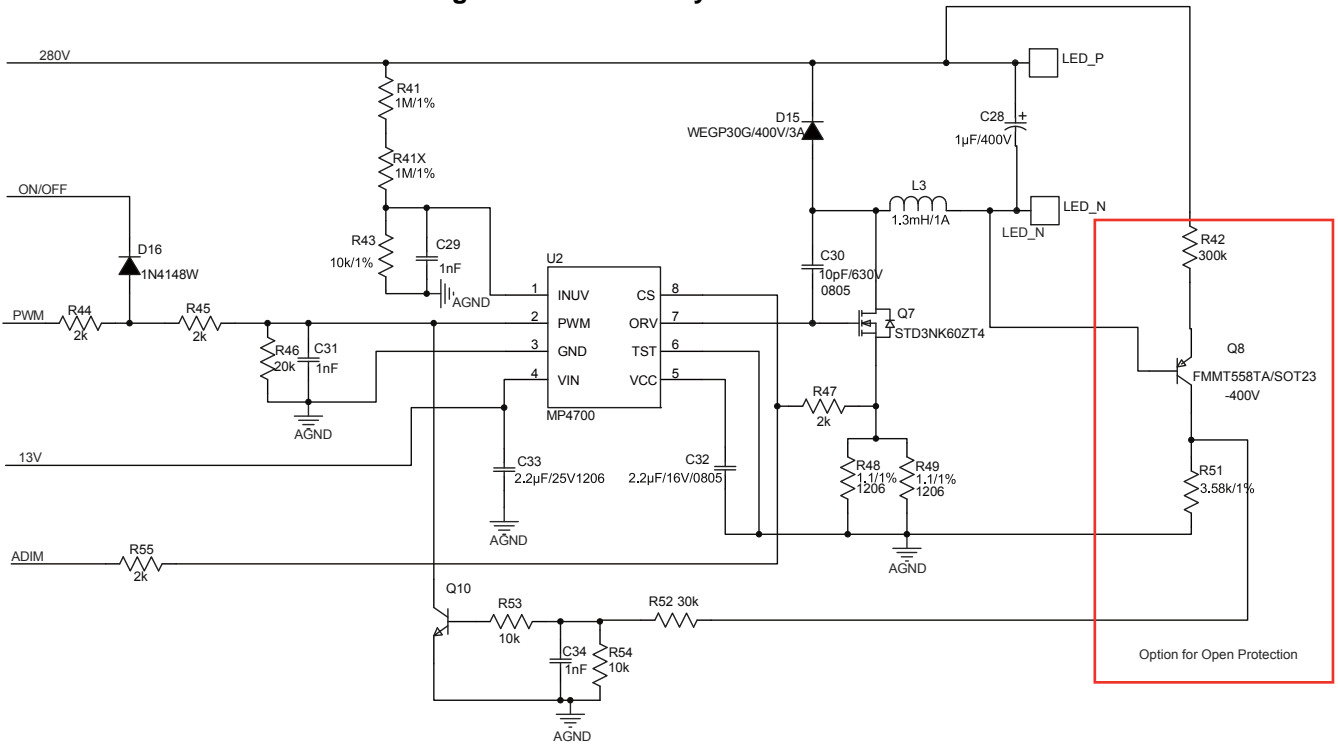 280V
LED_P
R41
1M/1%
D15
WEGP30G/400V/3A
C28
+
1µF/400V
R41X
1M/1%
ON/OFF
L3
1.3mH/1A
LED_N
LED_N
R43
10k/1%
C29
1nF
AGND
D16
1N4148W
C30
10pF/630V
0805
R42
300k
U2
1
INUV
CS
8
PWM
R44
2k
R45
2k
2
PWM
ORV
7
Q7
STD3NK60ZT4
R46
20k
C31
1nF
3
GND
TST
6
4
VIN
VCC
5
MP4700
AGND
Q8
FMMT558TA/SOT23
-400V
R47
2k
13V
C33
2.2µF/25V1206
AGND
C32
2.2µF/16V/0805
R48
1.1/1%
1206
R49
1.1/1%
1206
AGND
R51
3.58k/1%
ADIM
R55
2k
Q10
R53
10k
R52 30k
C34
1nF
R54
10k
AGND
Option for Open Protection